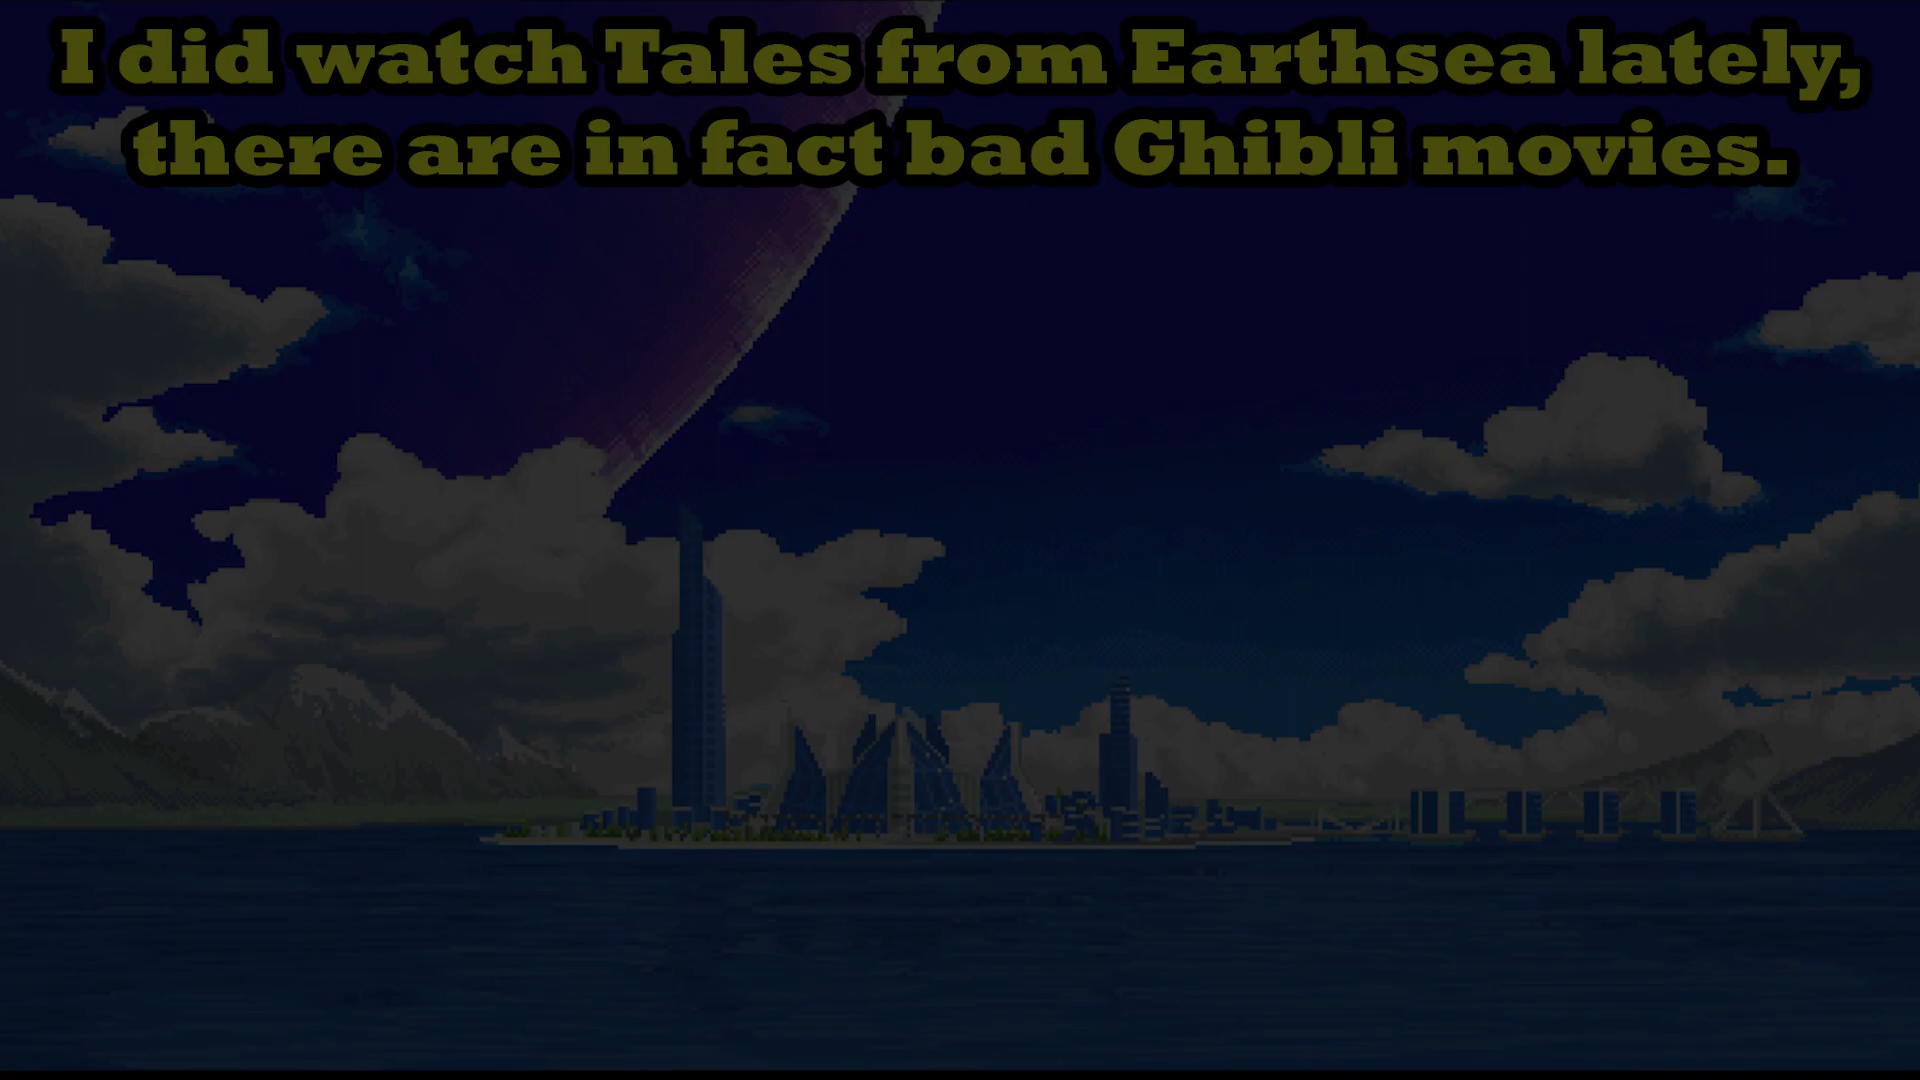 I did watch Tales from Earthsea lately,
there are in fact bad Ghibli movies.